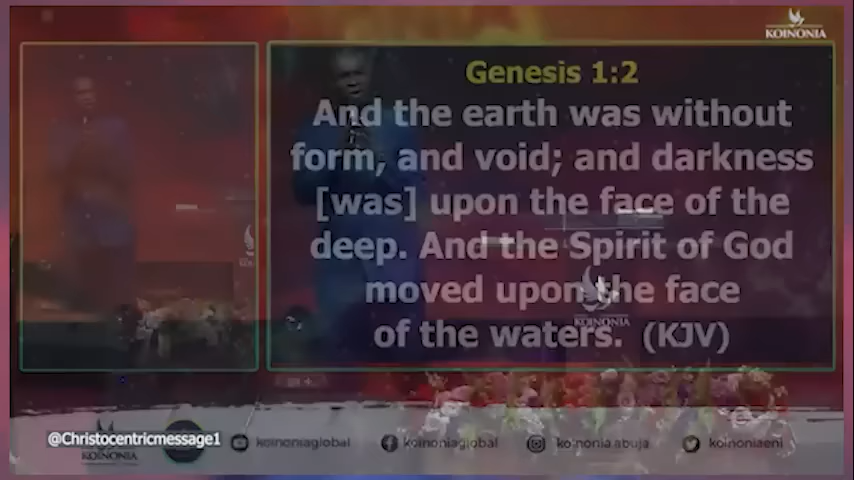 KOINONIA
Genesis 1:2
And the earth was without
form, and void; and darkness
[was] upon the face of the
deep. And the Spirit of God
moved upon the face
of the waters. (KJV)
KOINONIA
@Christocentricmessage1
KOINONIA
koinoniaglobal
koinoniaglobal
koinonia.abuja
koinoniaeni